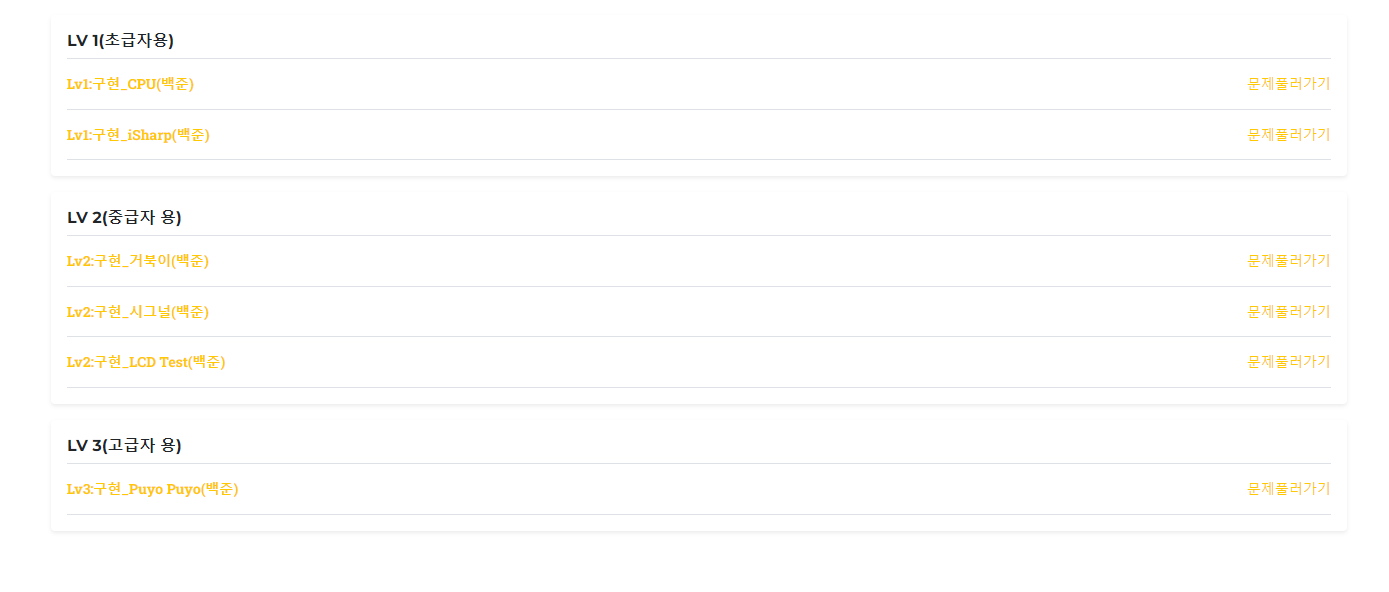 LV 1(초급자용)
Lv1:구현_CPU(백준) 문제풀러가기
Lv1:구현_iSharp(백준) 문제풀러가기
LV 2(중급자 용)
Lv2:구현_거북이(백준) 문제풀러가기
Lv2:구현_시그널(백준) 문제풀러가기
Lv2:구현_LCD Test(백준) 문제풀러가기
LV 3(고급자 용)
Lv3:구현_Puyo Puyo(백준) 문제풀러가기